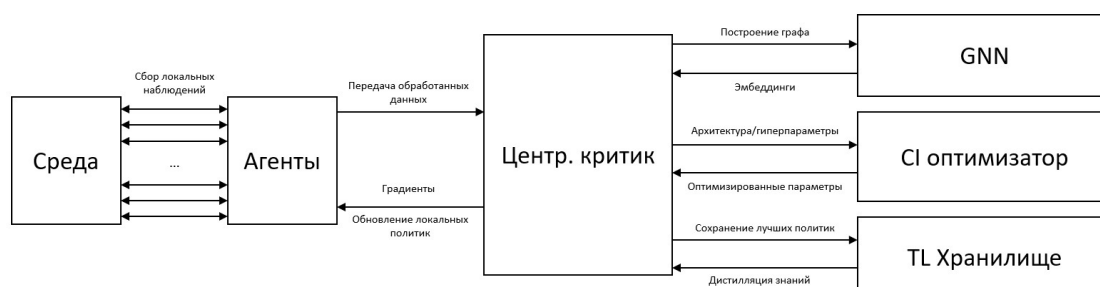 Среда
Сбор локальных
наблюдений
...
Агенты
Передача обработанных
данных
Градиенты
Обновление локальных
политик
Центр. критик
Построение графа
Эмбеддинги
GNN
Архитектура/гиперпараметры
Оптимизированные параметры
CI оптимизатор
Сохранение лучших политик
Дистилляция знаний
TL Хранилище